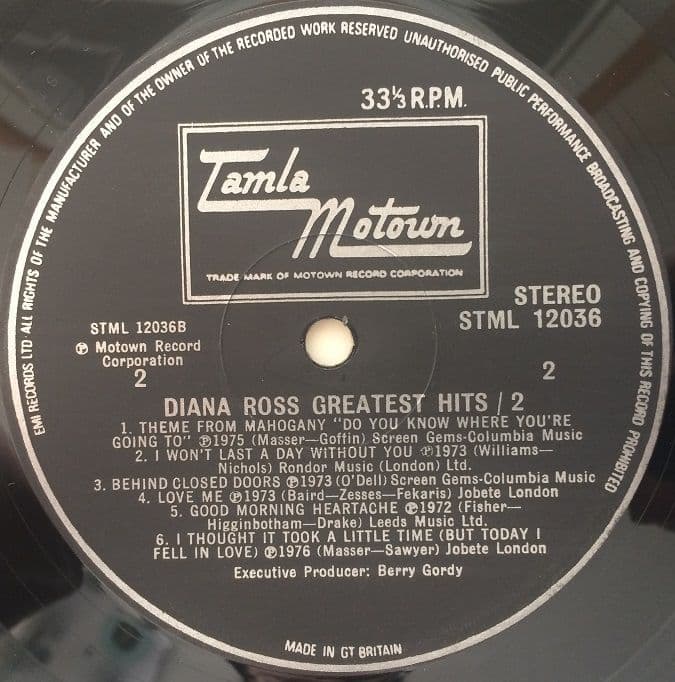 EMI RECORDS LTD·ALL RIGHTS OF THE MANUFACTURER AND OF THE OWNER OF THE RECORDED WORK RESERVED UNAUTHORISED PUBLIC PERFORMANCE BROADCASTING AND COPYING OF THIS RECORD PROHIBITED
33⅓ R.P.M.
Tamla
Motown
TRADE MARK OF MOTOWN RECORD CORPORATION
STEREO
STML 12036
STML 12036B
℗ Motown Record
Corporation
2
2
DIANA ROSS GREATEST HITS / 2
1. THEME FROM MAHOGANY "DO YOU KNOW WHERE YOU'RE
GOING TO" ℗1975 (Masser—Goffin) Screen Gems-Columbia Music
2. I WON'T LAST A DAY WITHOUT YOU ℗1973 (Williams—
Nichols) Rondor Music (London) Ltd.
3. BEHIND CLOSED DOORS ℗1973 (O'Dell) Screen Gems-Columbia Music
4. LOVE ME ℗1973 (Baird—Zesses—Fekaris) Jobete London
5. GOOD MORNING HEARTACHE ℗1972 (Fisher—
Higginbotham—Drake) Leeds Music Ltd.
6. I THOUGHT IT TOOK A LITTLE TIME (BUT TODAY I
FELL IN LOVE) ℗1976 (Masser—Sawyer) Jobete London
Executive Producer: Berry Gordy
MADE IN GT BRITAIN